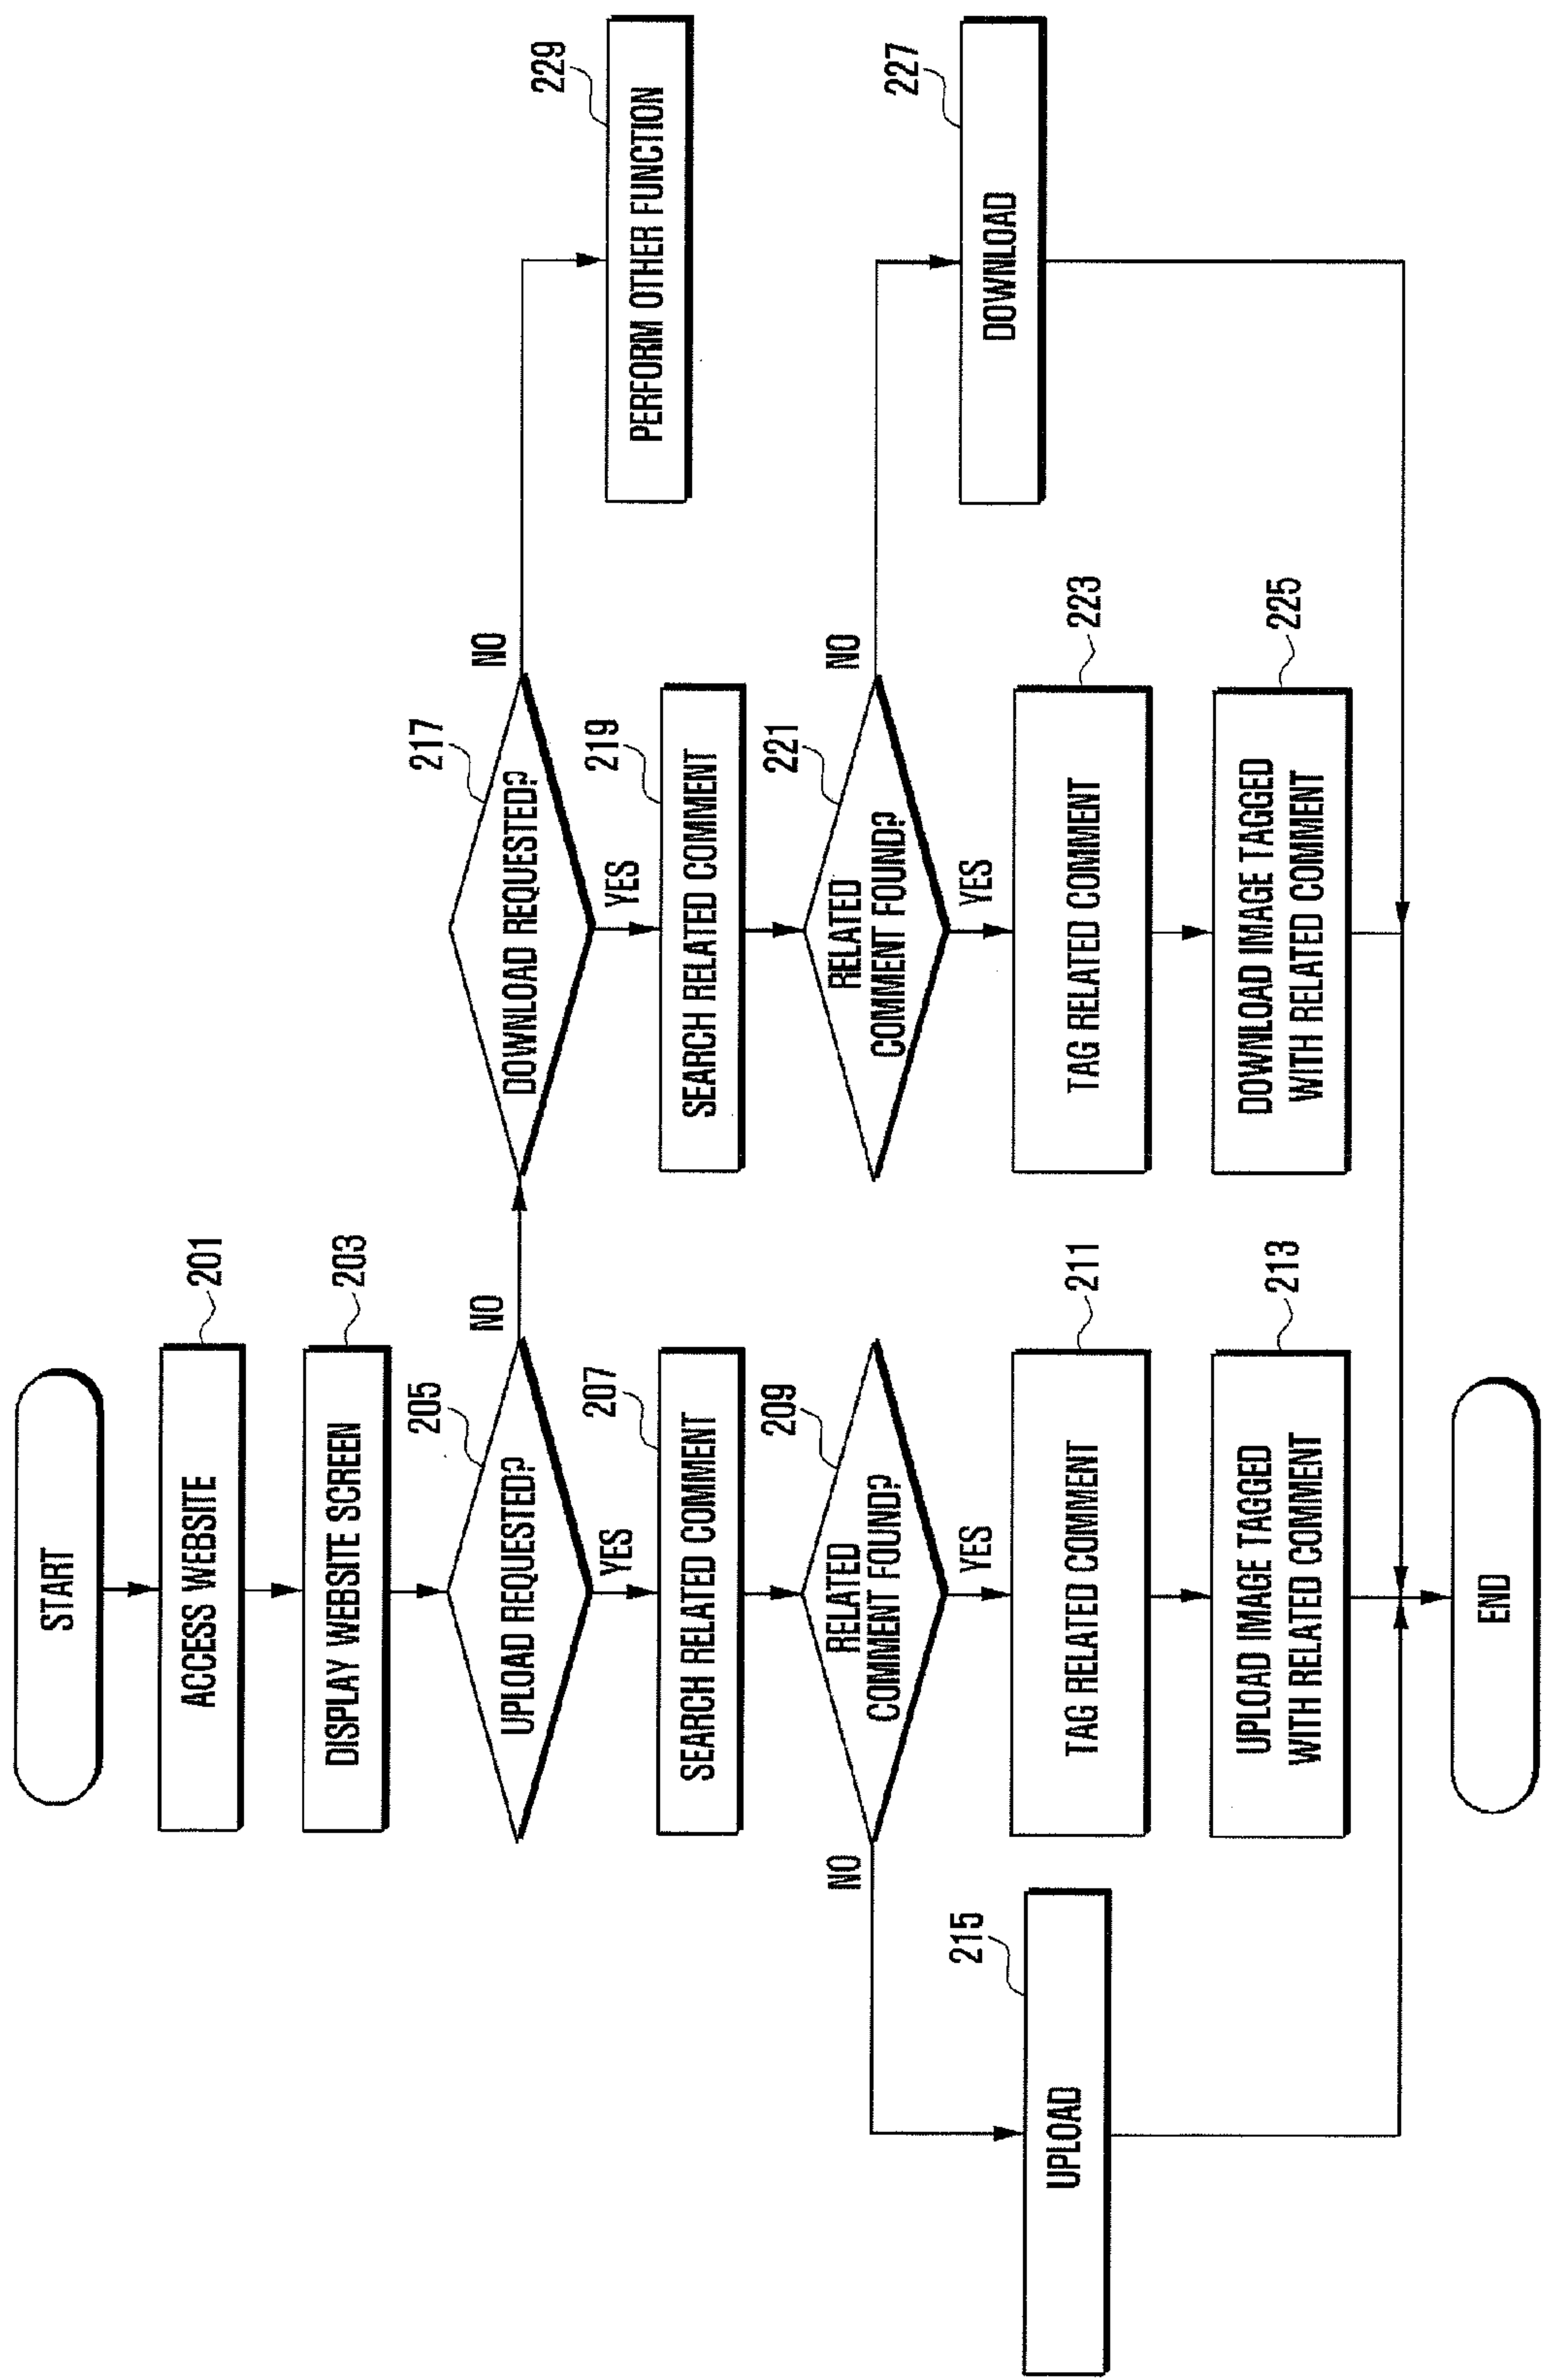 START
201
ACCESS WEBSITE
203
DISPLAY WEBSITE SCREEN
205
UPLOAD REQUESTED?
NO
YES
217
DOWNLOAD REQUESTED?
NO
YES
229
PERFORM OTHER FUNCTION
207
SEARCH RELATED COMMENT
219
SEARCH RELATED COMMENT
209
RELATED
COMMENT FOUND?
NO
YES
221
RELATED
COMMENT FOUND?
NO
YES
215
UPLOAD
211
TAG RELATED COMMENT
223
TAG RELATED COMMENT
227
DOWNLOAD
213
UPLOAD IMAGE TAGGED
WITH RELATED COMMENT
225
DOWNLOAD IMAGE TAGGED
WITH RELATED COMMENT
END